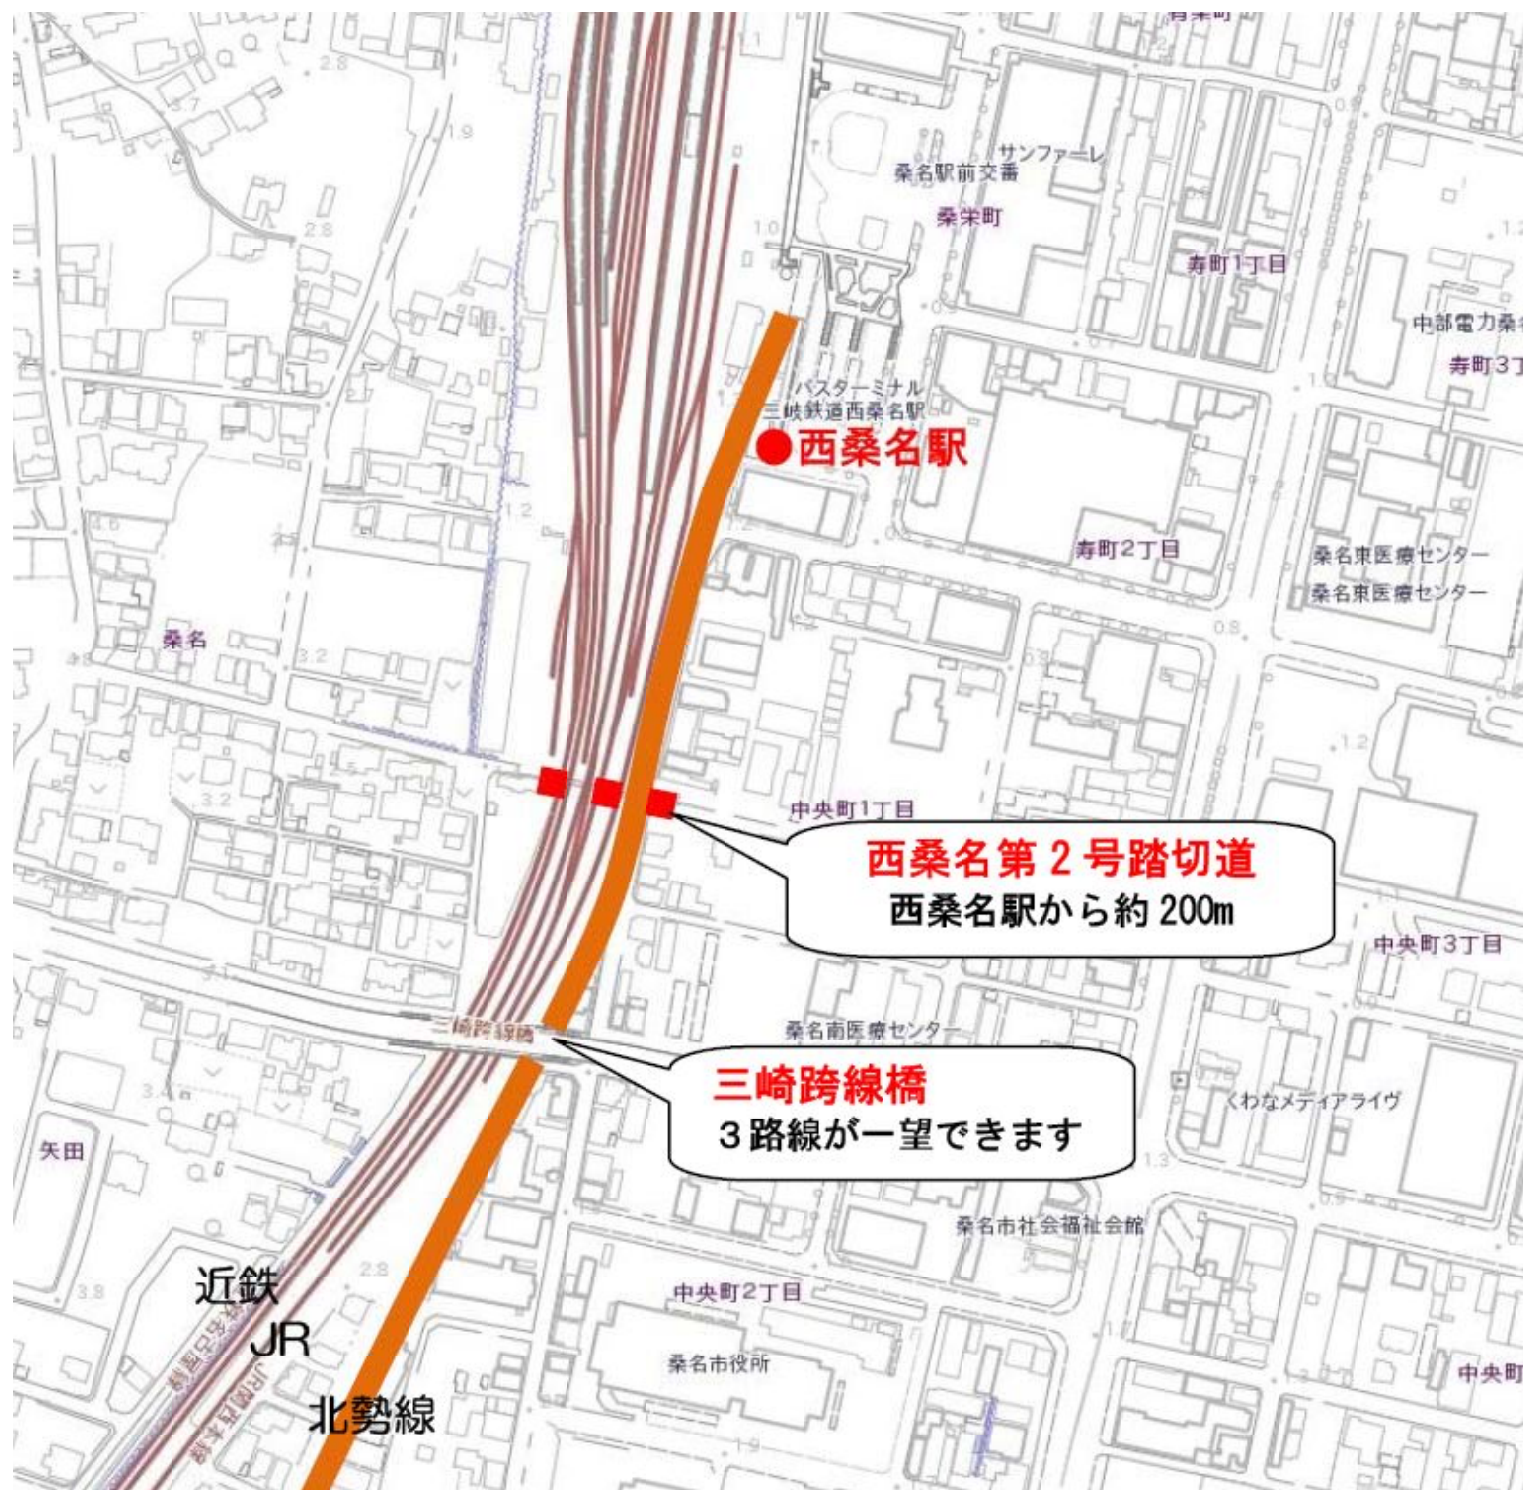 サンファーレ
桑名駅前交番
桑栄町
寿町1丁目
中部電力桑
寿町3丁
バスターミナル
三岐鉄道西桑名駅
西桑名駅
寿町2丁目
桑名東医療センター
桑名東医療センター
桑名
中央町1丁目
西桑名第2号踏切道
西桑名駅から約200m
中央町3丁目
三崎跨線橋
桑名南医療センター
三崎跨線橋
3路線が一望できます
くわなメディアライヴ
矢田
桑名市社会福祉会館
近鉄
中央町2丁目
JR
桑名市役所
中央町
北勢線
JR関西本線